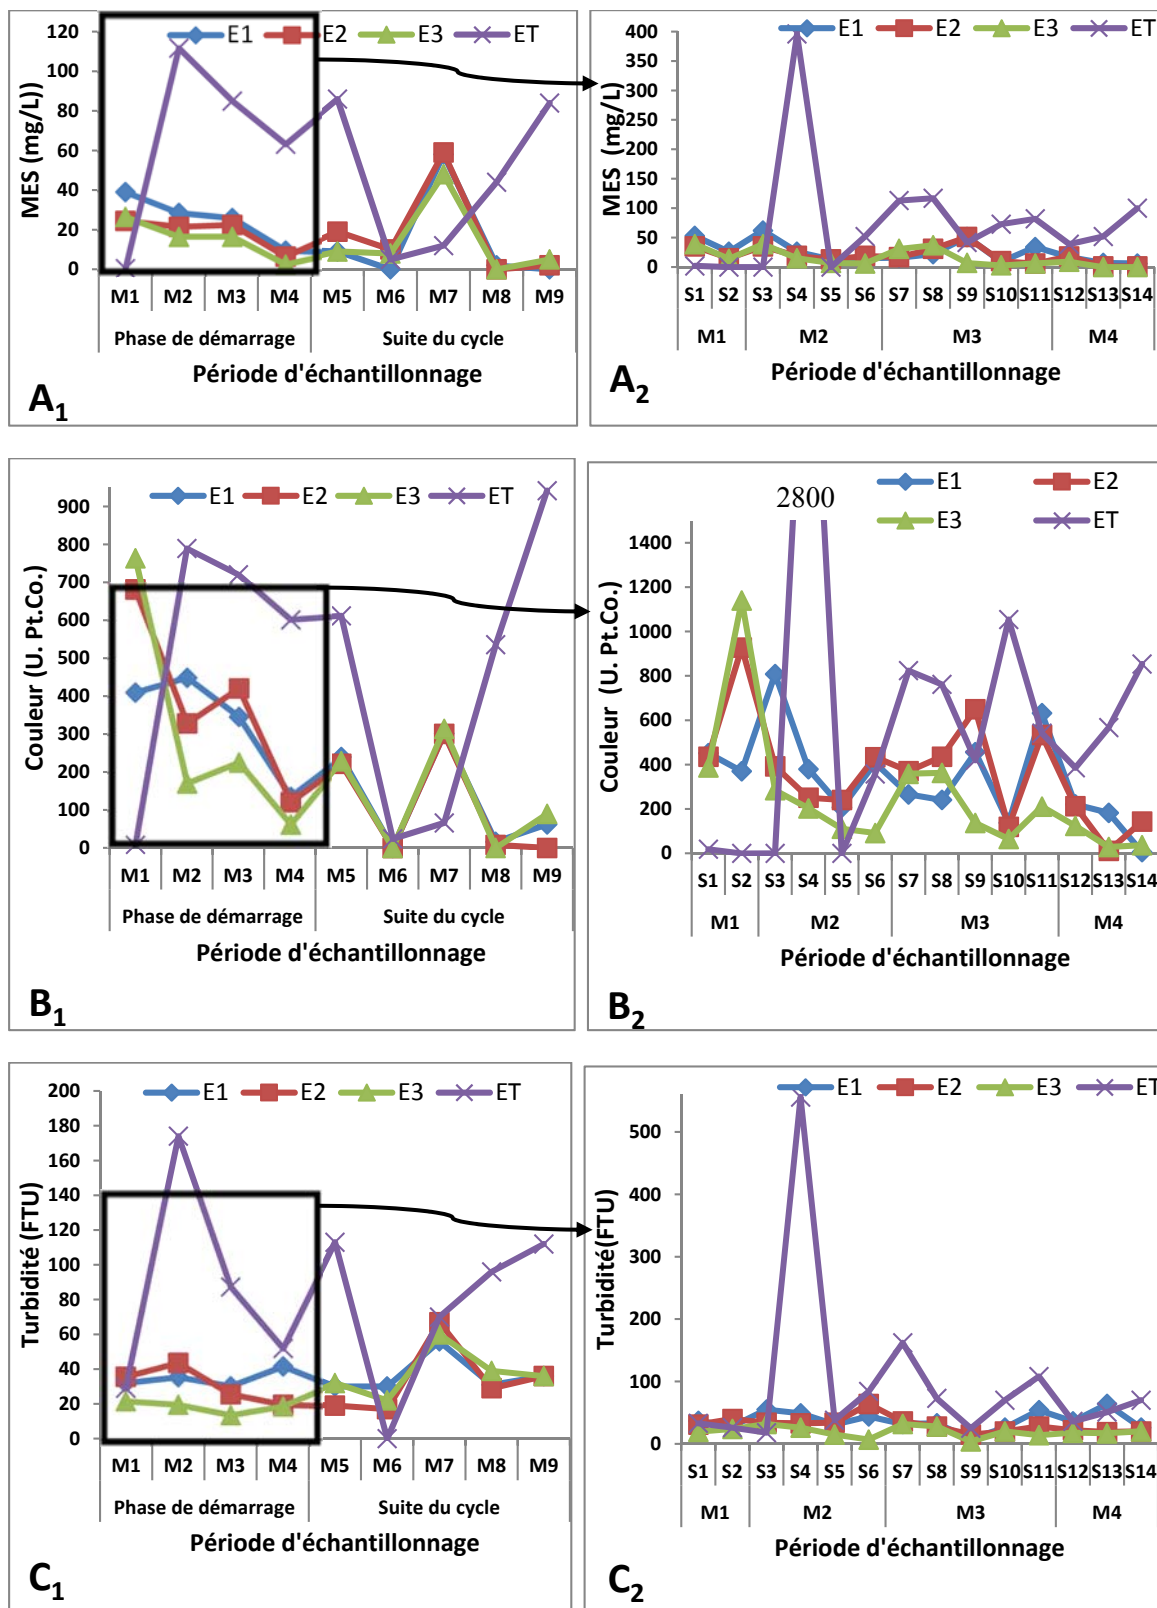 E1 E2 E3 ET
MES (mg/L))
120
100
80
60
40
20
0
M1 M2 M3 M4 M5 M6 M7 M8 M9
Phase de démarrage Suite du cycle
Période d'échantillonnage
A1
E1 E2 E3 ET
MES (mg/L)
400
350
300
250
200
150
100
50
0
S1 S2 S3 S4 S5 S6 S7 S8 S9 S10 S11 S12 S13 S14
M1 M2 M3 M4
Période d'échantillonnage
A2
E1 E2 E3 ET
Couleur (U. Pt.Co.)
900
800
700
600
500
400
300
200
100
0
M1 M2 M3 M4 M5 M6 M7 M8 M9
Phase de démarrage Suite du cycle
Période d'échantillonnage
B1
E1 E2
2800
E3 ET
Couleur (U. Pt.Co.)
1400
1200
1000
800
600
400
200
0
S1 S2 S3 S4 S5 S6 S7 S8 S9 S10 S11 S12 S13 S14
M1 M2 M3 M4
Période d'échantillonnage
B2
E1 E2 E3 ET
Turbidité (FTU)
200
180
160
140
120
100
80
60
40
20
0
M1 M2 M3 M4 M5 M6 M7 M8 M9
Phase de démarrage Suite du cycle
Période d'échantillonnage
C1
E1 E2 E3 ET
Turbidité(FTU)
500
400
300
200
100
0
S1 S2 S3 S4 S5 S6 S7 S8 S9 S10 S11 S12 S13 S14
M1 M2 M3 M4
Période d'échantillonnage
C2